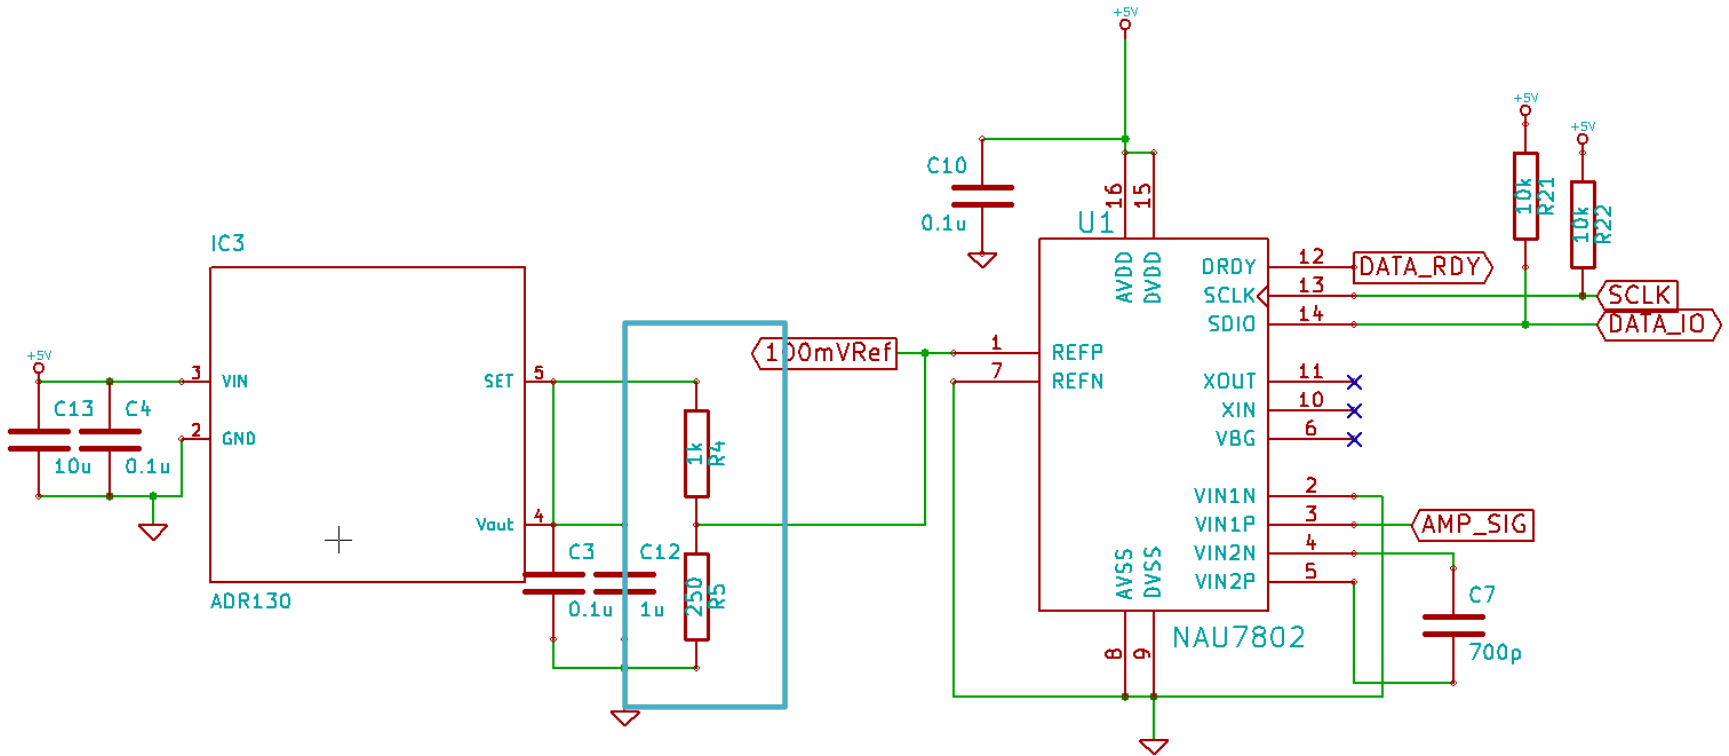 +5V
+5V
+5V
C10
0.1u
16
15
10k
R21
10k
R22
U1
IC3
AVDD
DVDD
DRDY
12
DATA_RDY
SCLK
13
SCLK
SDIO
14
DATA_IO
100mVRef
1
REFP
7
REFN
+5V
3
VIN
SET
5
XOUT
11
XIN
10
VBG
6
C13
C4
2
GND
10u
0.1u
1k
R4
Vout
4
VIN1N
2
VIN1P
3
AMP_SIG
VIN2N
4
VIN2P
5
C3
C12
0.1u
1u
250
R5
AVSS
DVSS
ADR130
C7
700p
8
9
NAU7802